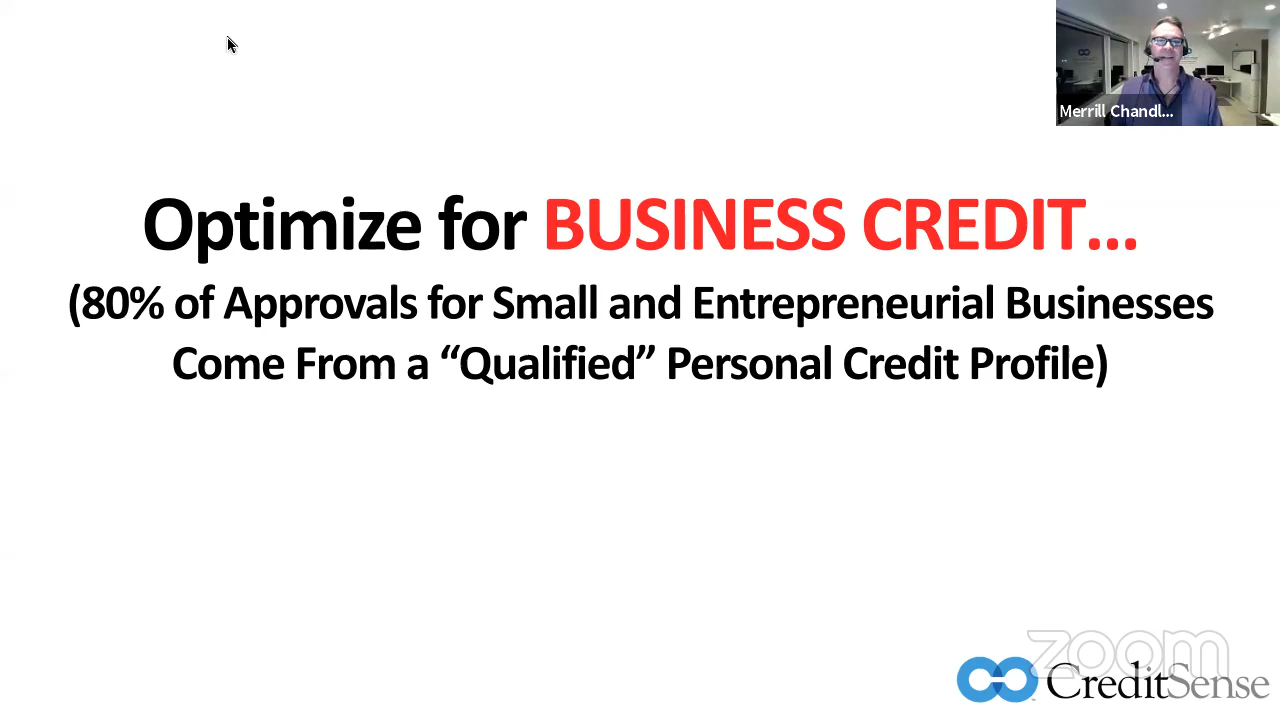 Merrill Chandl...
Optimize for BUSINESS CREDIT...
(80% of Approvals for Small and Entrepreneurial Businesses
Come From a “Qualified” Personal Credit Profile)
zoom
CreditSense